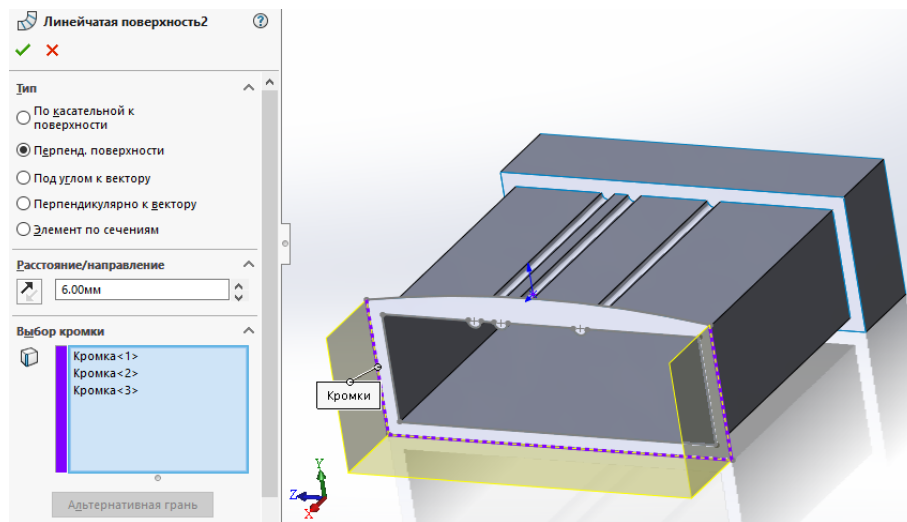 Линейчатая поверхность2
?
Тип
По касательной к
поверхности
Перпенд. поверхности
Под углом к вектору
Перпендикулярно к вектору
Элемент по сечениям
Расстояние/направление
6.00мм
Выбор кромки
Кромка<1>
Кромка<2>
Кромка<3>
Альтернативная грань
Кромки
Y
Z
X